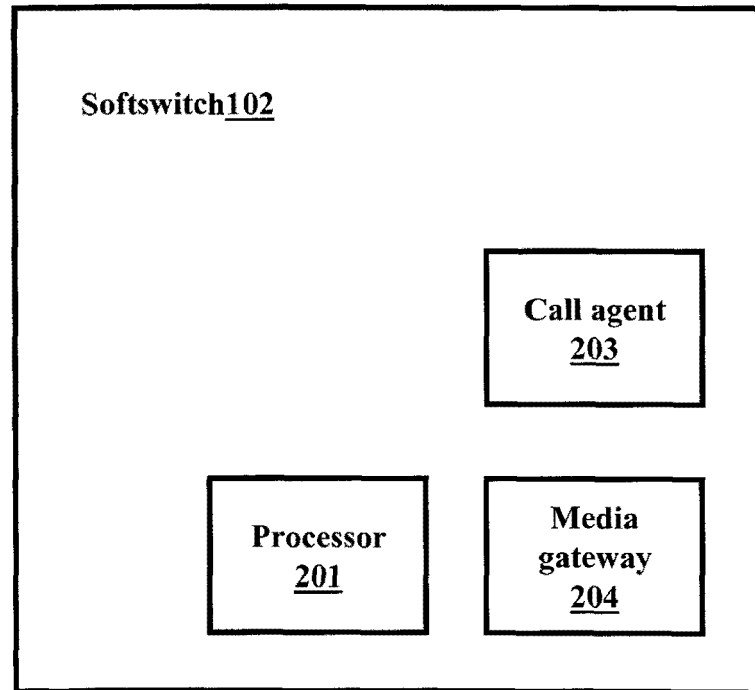 Softswitch102
Call agent
203
Processor
201
Media
gateway
204